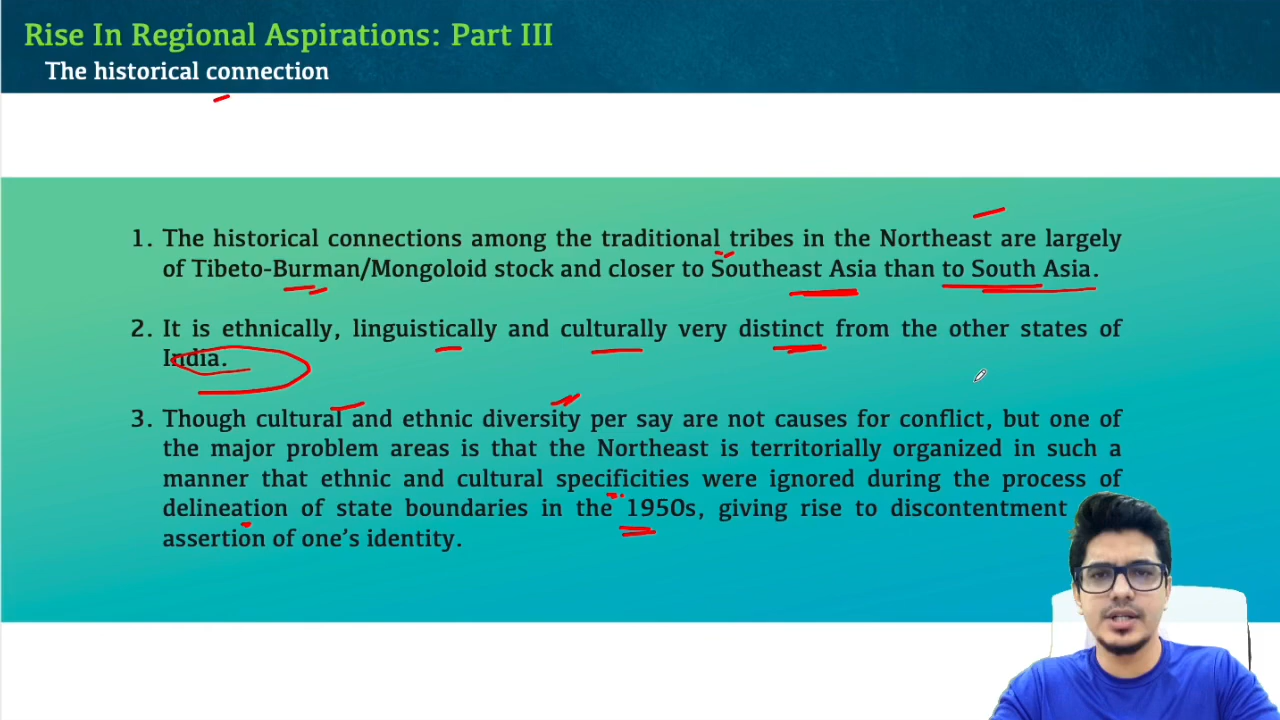 Rise In Regional Aspirations: Part III
The historical connection
1. The historical connections among the traditional tribes in the Northeast are largely
of Tibeto-Burman/Mongoloid stock and closer to Southeast Asia than to South Asia.
2. It is ethnically, linguistically and culturally very distinct from the other states of
India.
3. Though cultural and ethnic diversity per say are not causes for conflict, but one of
the major problem areas is that the Northeast is territorially organized in such a
manner that ethnic and cultural specificities were ignored during the process of
delineation of state boundaries in the 1950s, giving rise to discontentment
assertion of one's identity.